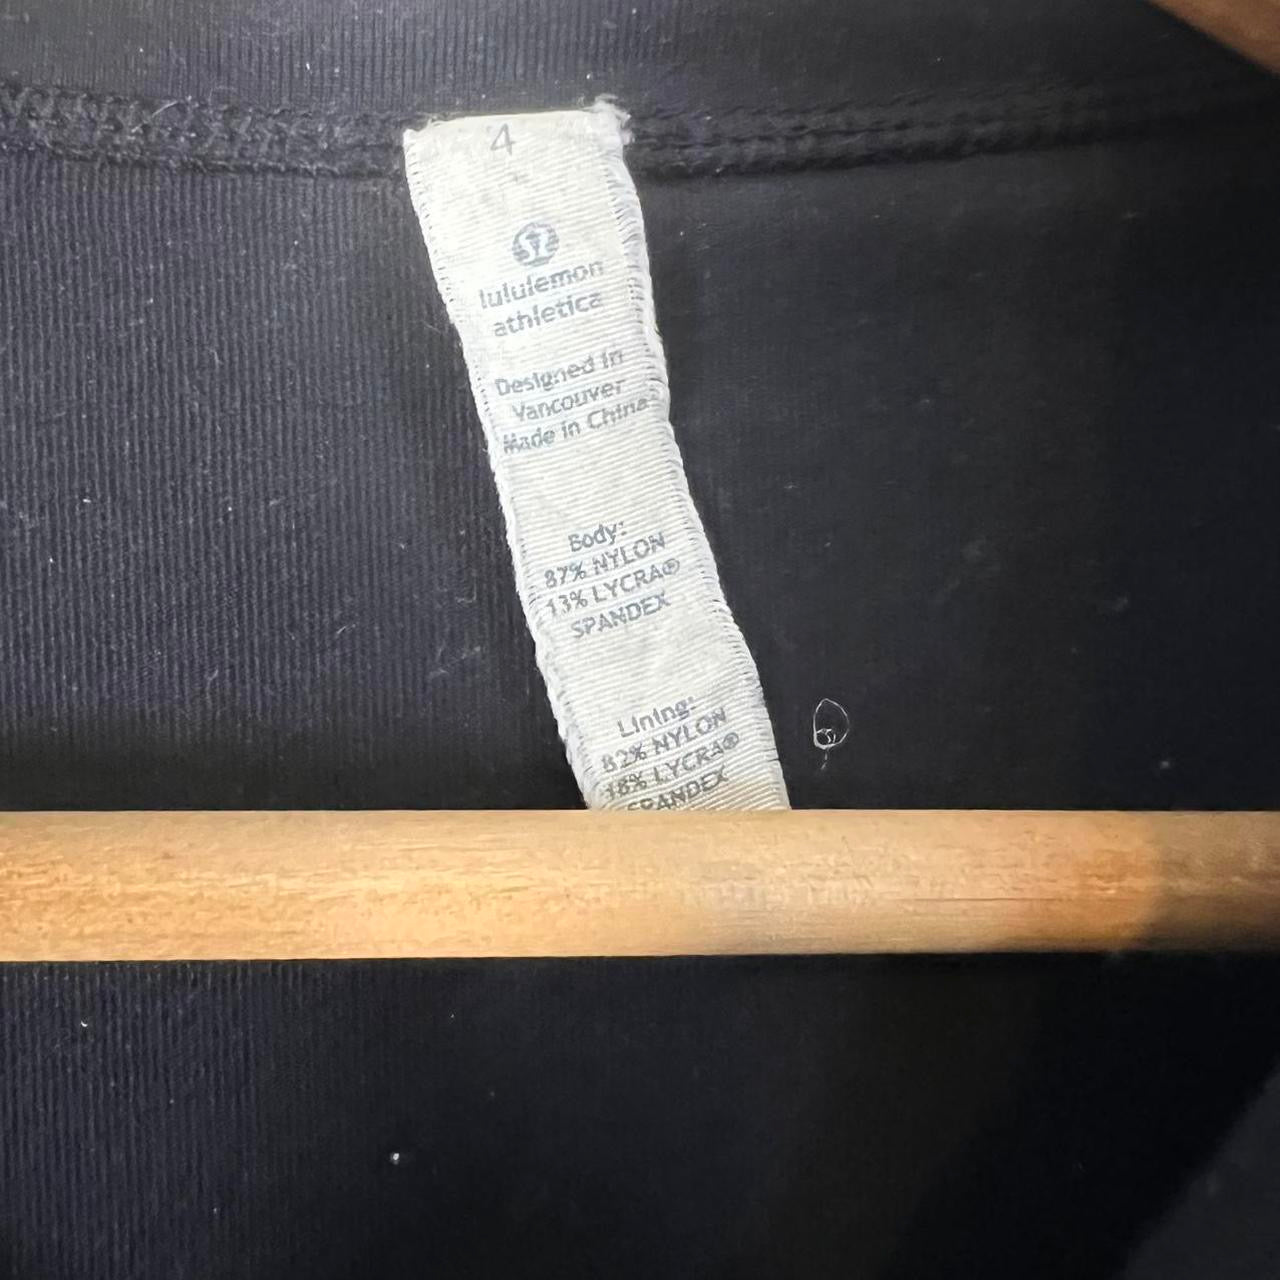 4
lululemon
athletica
Designed in
Vancouver
Made in China
Body:
87% NYLON
13% LYCRA®
SPANDEX
Lining:
82% NYLON
18% LYCRA®
SPANDEX